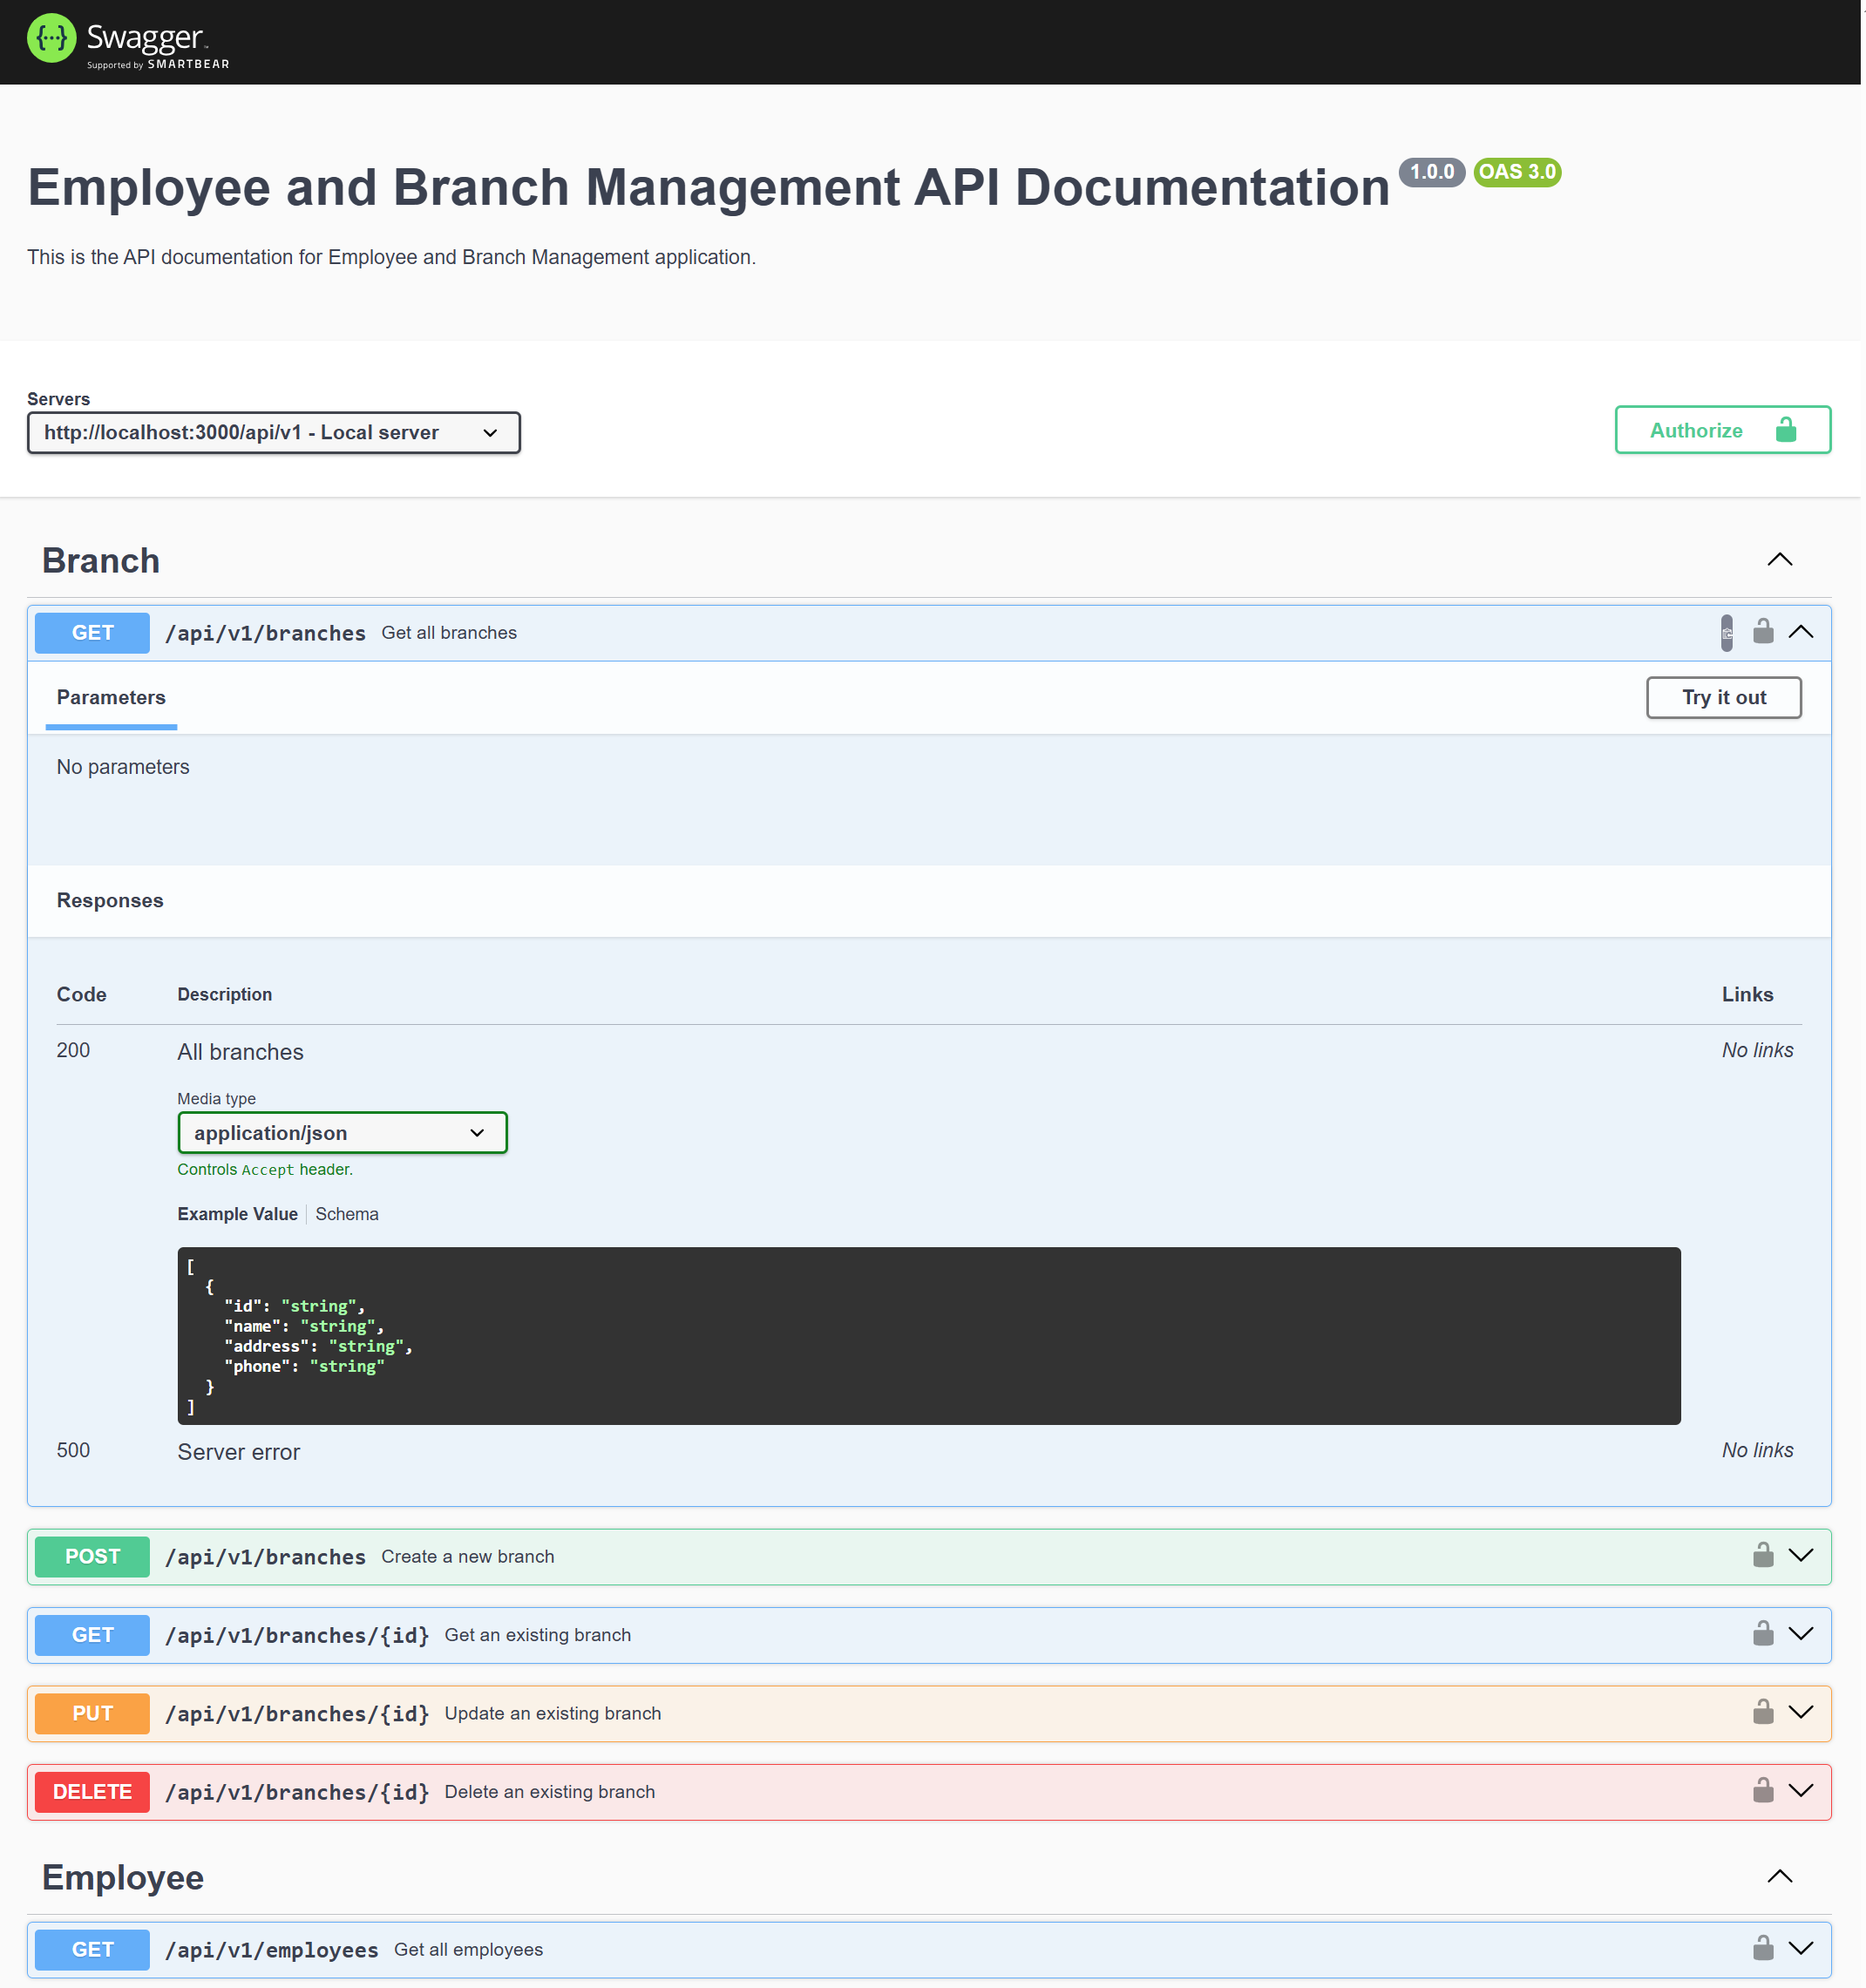 Swagger
Supported by SMARTBEAR
Employee and Branch Management API Documentation 1.0.0 OAS 3.0
This is the API documentation for Employee and Branch Management application.
Servers
http://localhost:3000/api/v1 - Local server
Authorize
Branch
GET /api/v1/branches Get all branches
Parameters Try it out
No parameters
Responses
Code Description Links
200 All branches No links
Media type
application/json
Controls Accept header.
Example Value Schema
[
  {
    "id": "string",
    "name": "string",
    "address": "string",
    "phone": "string"
  }
]
500 Server error No links
POST /api/v1/branches Create a new branch
GET /api/v1/branches/{id} Get an existing branch
PUT /api/v1/branches/{id} Update an existing branch
DELETE /api/v1/branches/{id} Delete an existing branch
Employee
GET /api/v1/employees Get all employees